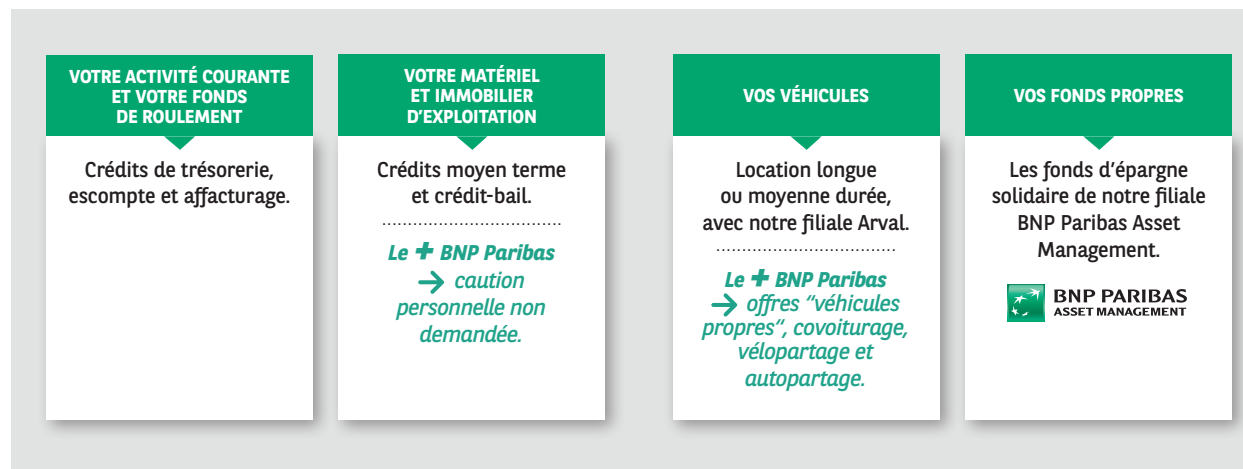 VOTRE ACTIVITÉ COURANTE
ET VOTRE FONDS
DE ROULEMENT
Crédits de trésorerie,
escompte et affacturage.
VOTRE MATÉRIEL
ET IMMOBILIER
D'EXPLOITATION
Crédits moyen terme
et crédit-bail.
Le + BNP Paribas
→ caution
personnelle non
demandée.
VOS VÉHICULES
Location longue
ou moyenne durée,
avec notre filiale Arval.
Le + BNP Paribas
→ offres “véhicules
propres“, covoiturage,
vélopartage et
autopartage.
VOS FONDS PROPRES
Les fonds d’épargne
solidaire de notre filiale
BNP Paribas Asset
Management.
BNP PARIBAS
ASSET MANAGEMENT